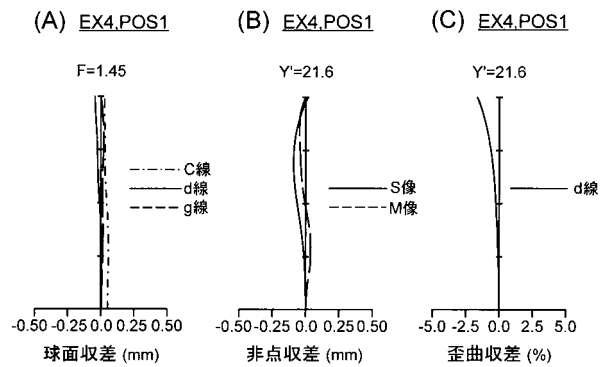 (A) EX4,POS1
F=1.45
C線
d線
g線
-0.50 -0.25 0.0 0.25 0.50
球面収差 (mm)
(B) EX4,POS1
Y'=21.6
S像
M像
-0.50 -0.25 0.0 0.25 0.50
非点収差 (mm)
(C) EX4,POS1
Y'=21.6
d線
-5.0 -2.5 0.0 2.5 5.0
歪曲収差 (%)